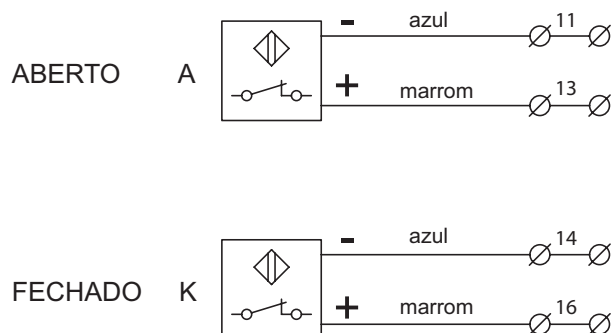 - azul 11
ABERTO A
+ marrom 13
- azul 14
FECHADO K
+ marrom 16